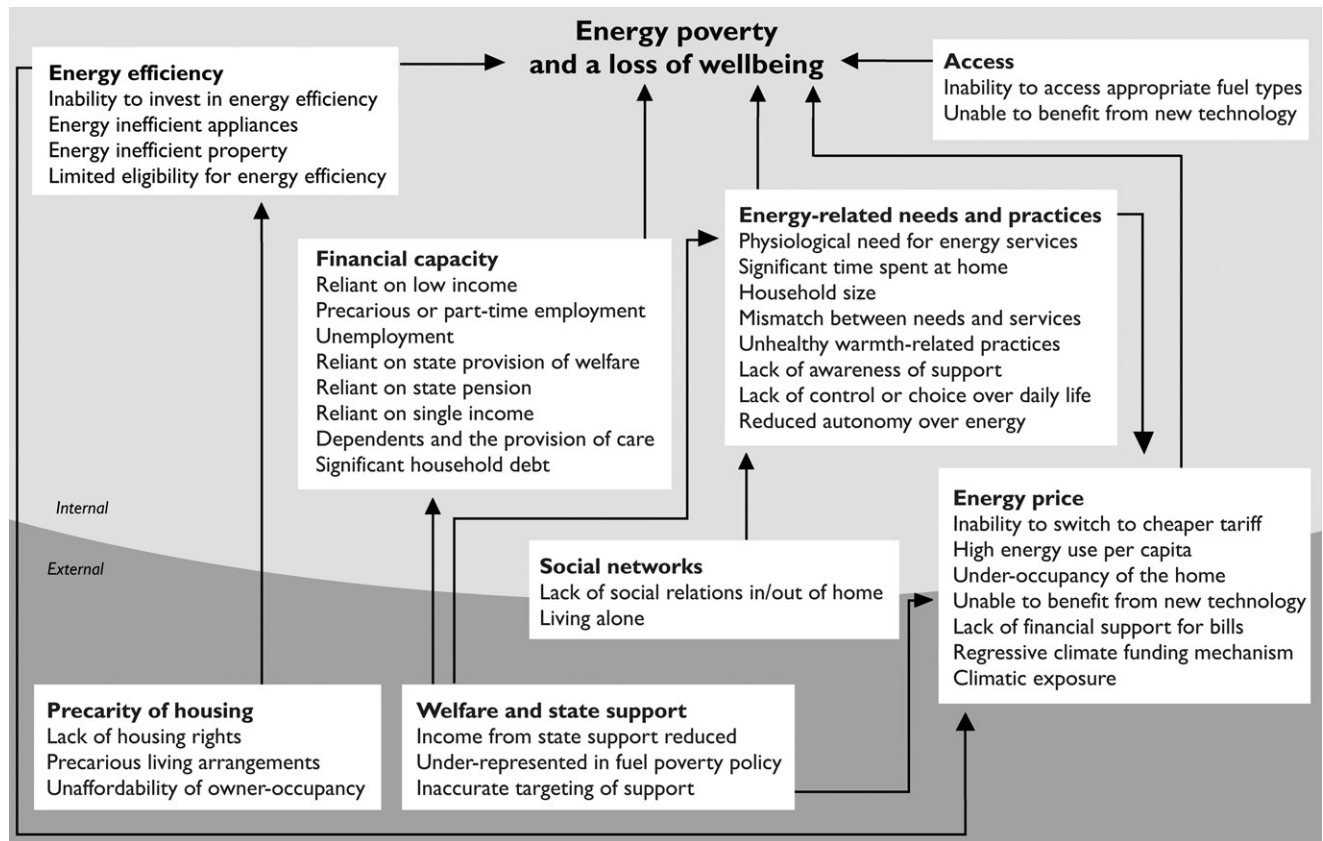 Energy poverty
and a loss of wellbeing
Energy efficiency
Inability to invest in energy efficiency
Energy inefficient appliances
Energy inefficient property
Limited eligibility for energy efficiency
Access
Inability to access appropriate fuel types
Unable to benefit from new technology
Financial capacity
Reliant on low income
Precarious or part-time employment
Unemployment
Reliant on state provision of welfare
Reliant on state pension
Reliant on single income
Dependents and the provision of care
Significant household debt
Energy-related needs and practices
Physiological need for energy services
Significant time spent at home
Household size
Mismatch between needs and services
Unhealthy warmth-related practices
Lack of awareness of support
Lack of control or choice over daily life
Reduced autonomy over energy
Internal
External
Social networks
Lack of social relations in/out of home
Living alone
Energy price
Inability to switch to cheaper tariff
High energy use per capita
Under-occupancy of the home
Unable to benefit from new technology
Lack of financial support for bills
Regressive climate funding mechanism
Climatic exposure
Precarity of housing
Lack of housing rights
Precarious living arrangements
Unaffordability of owner-occupancy
Welfare and state support
Income from state support reduced
Under-represented in fuel poverty policy
Inaccurate targeting of support